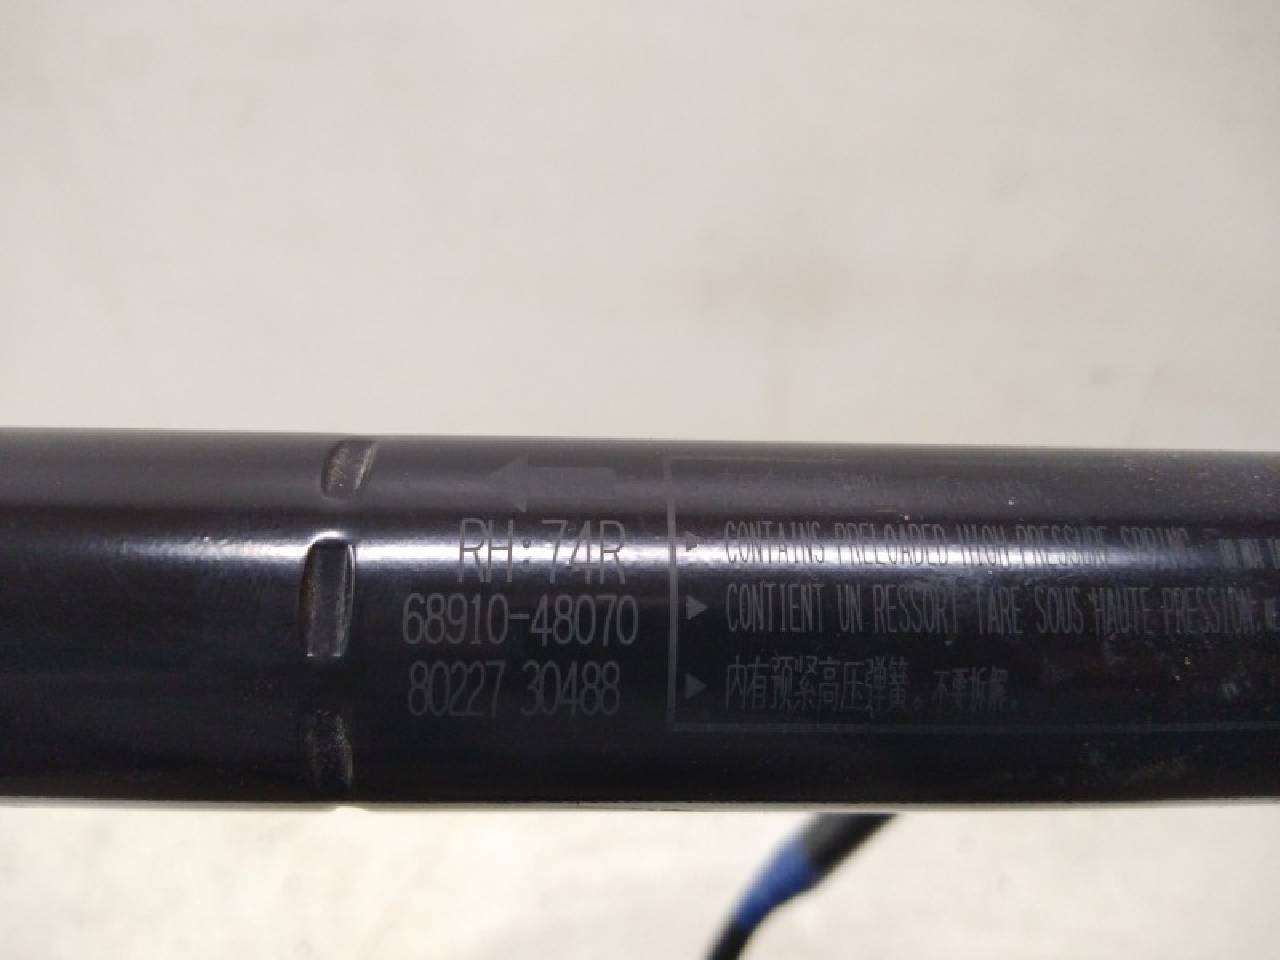 RH:74R
68910-48070
80227 30488
▶ CONTAINS PRELOADED HIGH PRESSURE SPRING
▶ CONTIENT UN RESSORT TARE SOUS HAUTE PRESSION.
▶ 内有预紧高压弹簧。不要拆解。